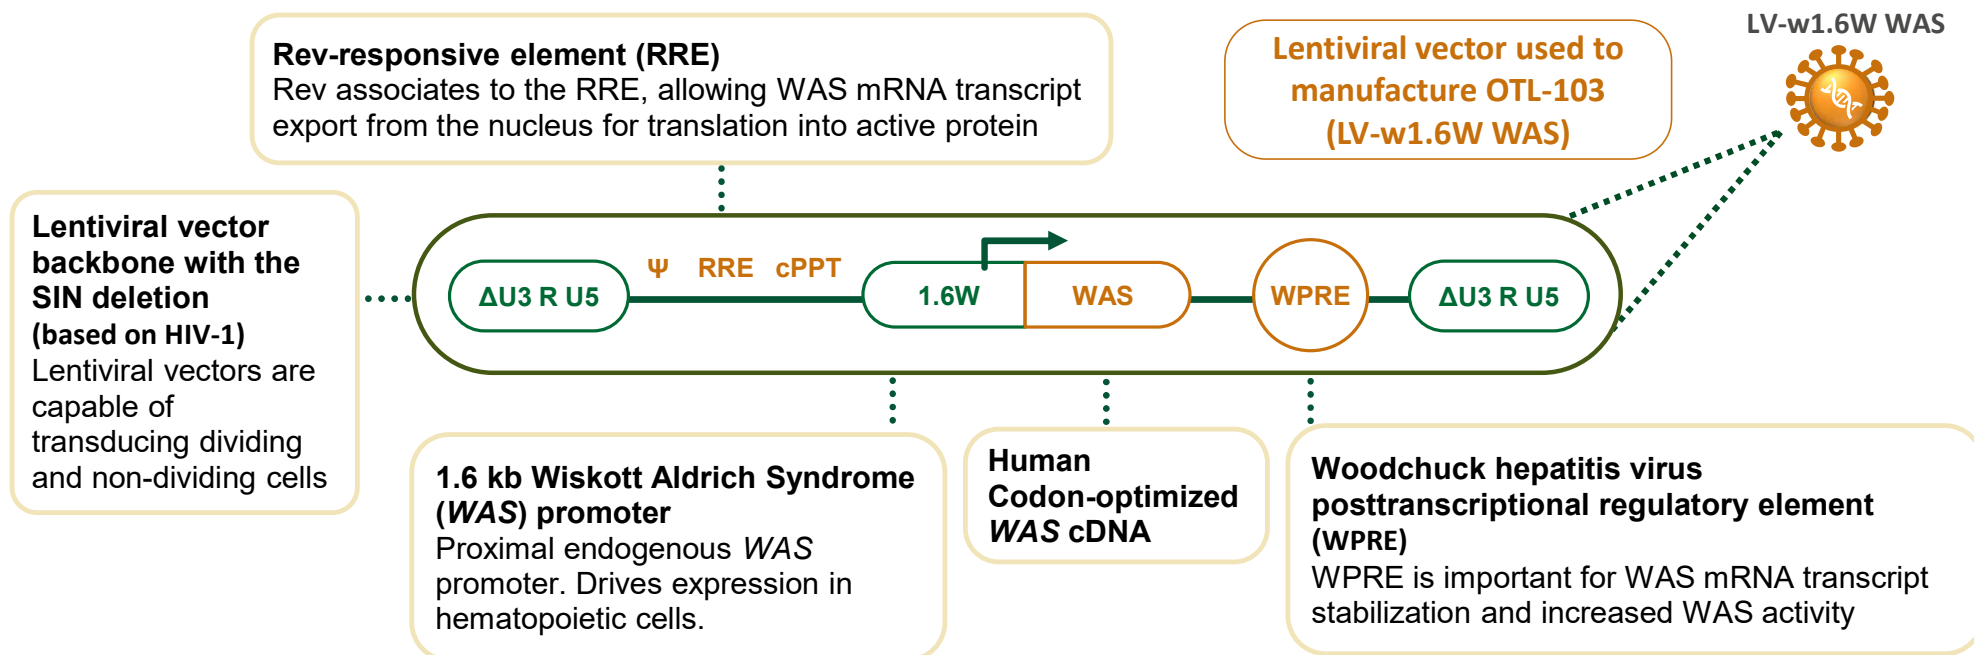 LV-w1.6W WAS
Rev-responsive element (RRE)
Rev associates to the RRE, allowing WAS mRNA transcript
export from the nucleus for translation into active protein
Lentiviral vector used to
manufacture OTL-103
(LV-w1.6W WAS)
Lentiviral vector
backbone with the
SIN deletion
(based on HIV-1)
Lentiviral vectors are
capable of
transducing dividing
and non-dividing cells
ΔU3 R U5
Ψ RRE cPPT
1.6W
WAS
WPRE
ΔU3 R U5
1.6 kb Wiskott Aldrich Syndrome
(WAS) promoter
Proximal endogenous WAS
promoter. Drives expression in
hematopoietic cells.
Human
Codon-optimized
WAS cDNA
Woodchuck hepatitis virus
posttranscriptional regulatory element
(WPRE)
WPRE is important for WAS mRNA transcript
stabilization and increased WAS activity